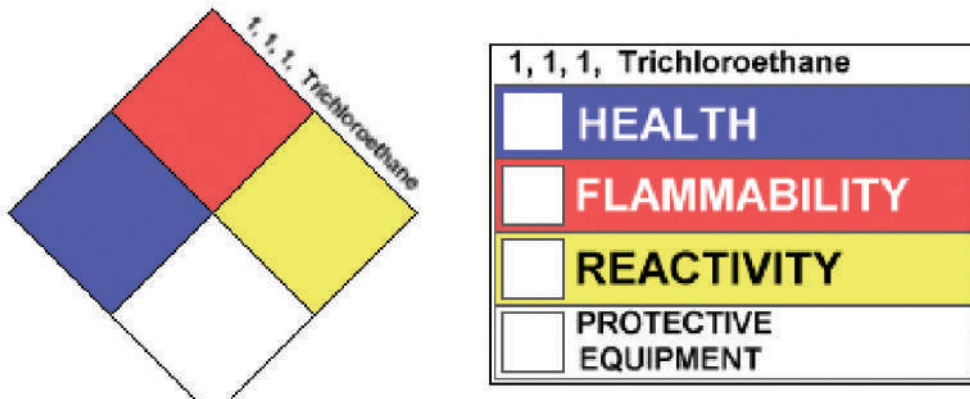 1, 1, 1, Trichloroethane
1, 1, 1, Trichloroethane
HEALTH
FLAMMABILITY
REACTIVITY
PROTECTIVE
EQUIPMENT